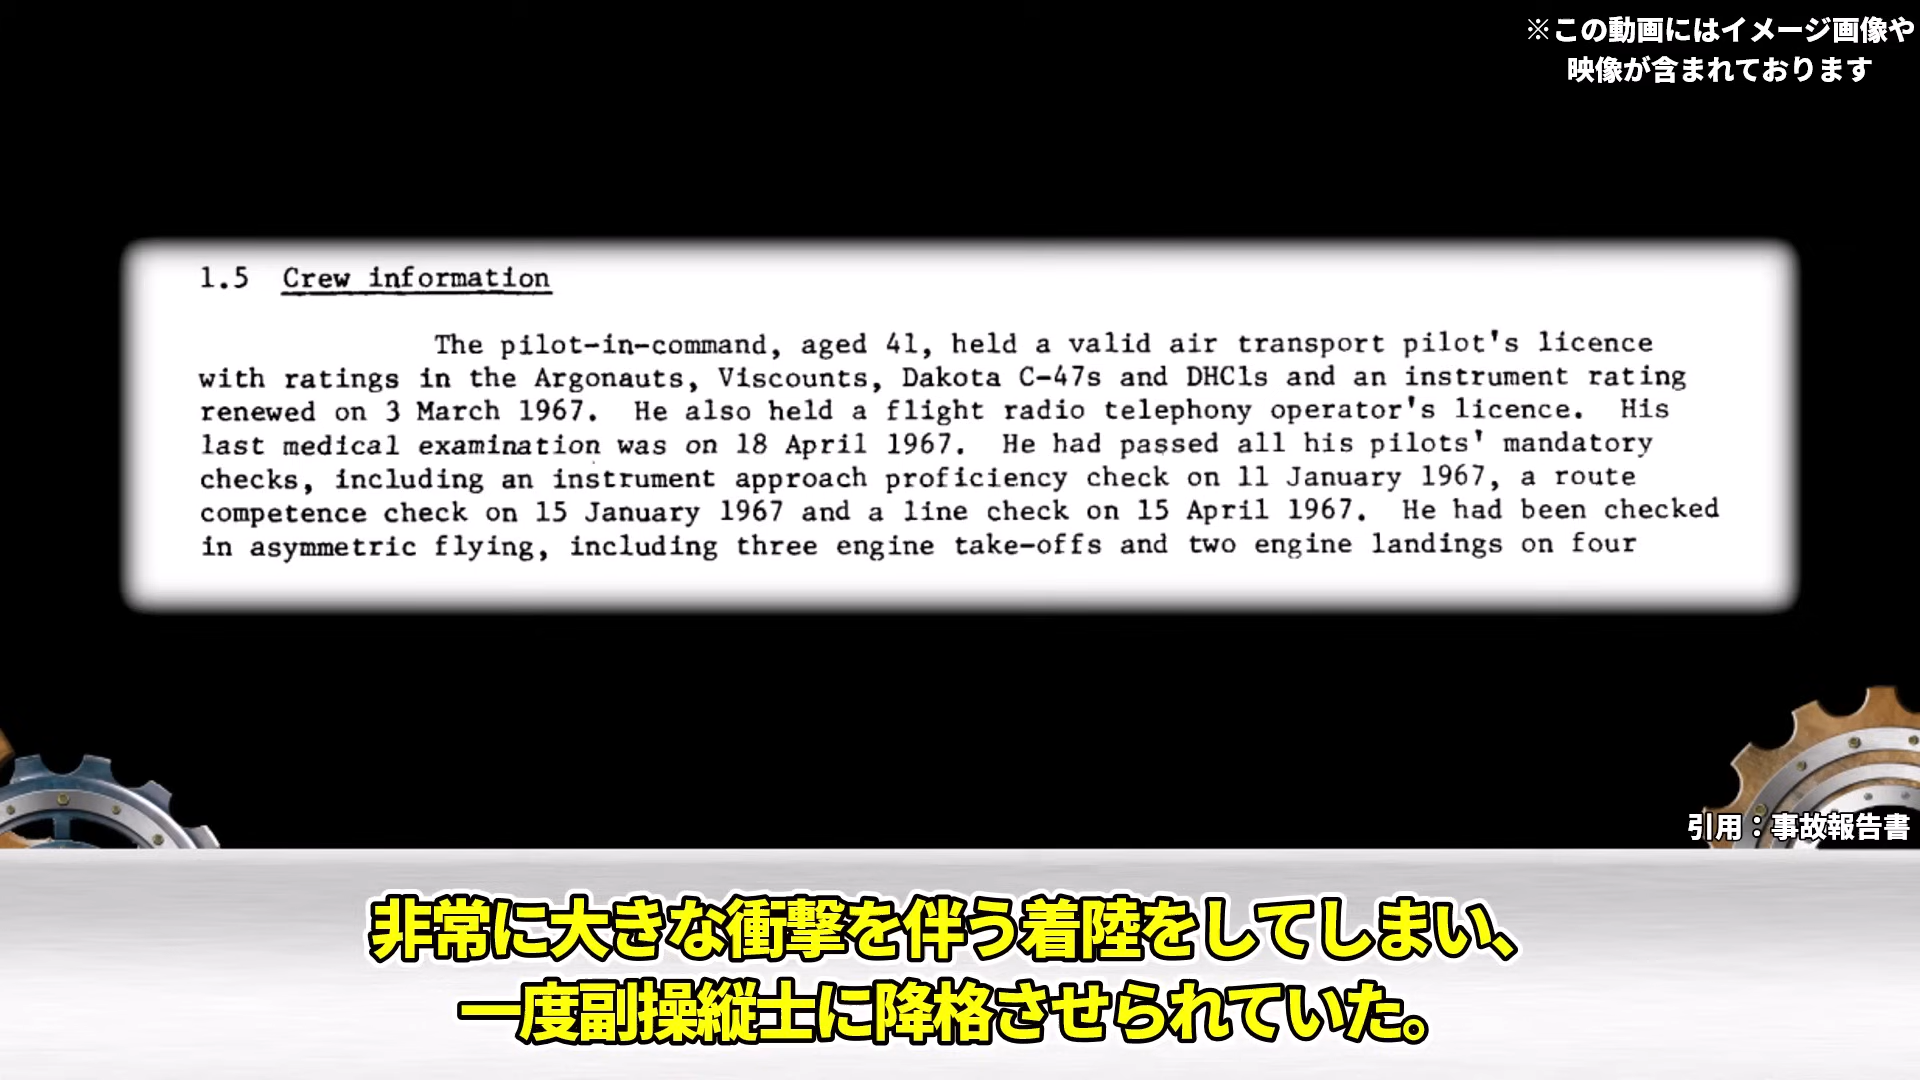 ※この動画にはイメージ画像や
映像が含まれております
1.5 Crew information
The pilot-in-command, aged 41, held a valid air transport pilot's licence
with ratings in the Argonauts, Viscounts, Dakota C-47s and DHC1s and an instrument rating
renewed on 3 March 1967. He also held a flight radio telephony operator's licence. His
last medical examination was on 18 April 1967. He had passed all his pilots' mandatory
checks, including an instrument approach proficiency check on 11 January 1967, a route
competence check on 15 January 1967 and a line check on 15 April 1967. He had been checked
in asymmetric flying, including three engine take-offs and two engine landings on four
引用：事故報告書
非常に大きな衝撃を伴う着陸をしてしまい、
一度副操縦士に降格させられていた。